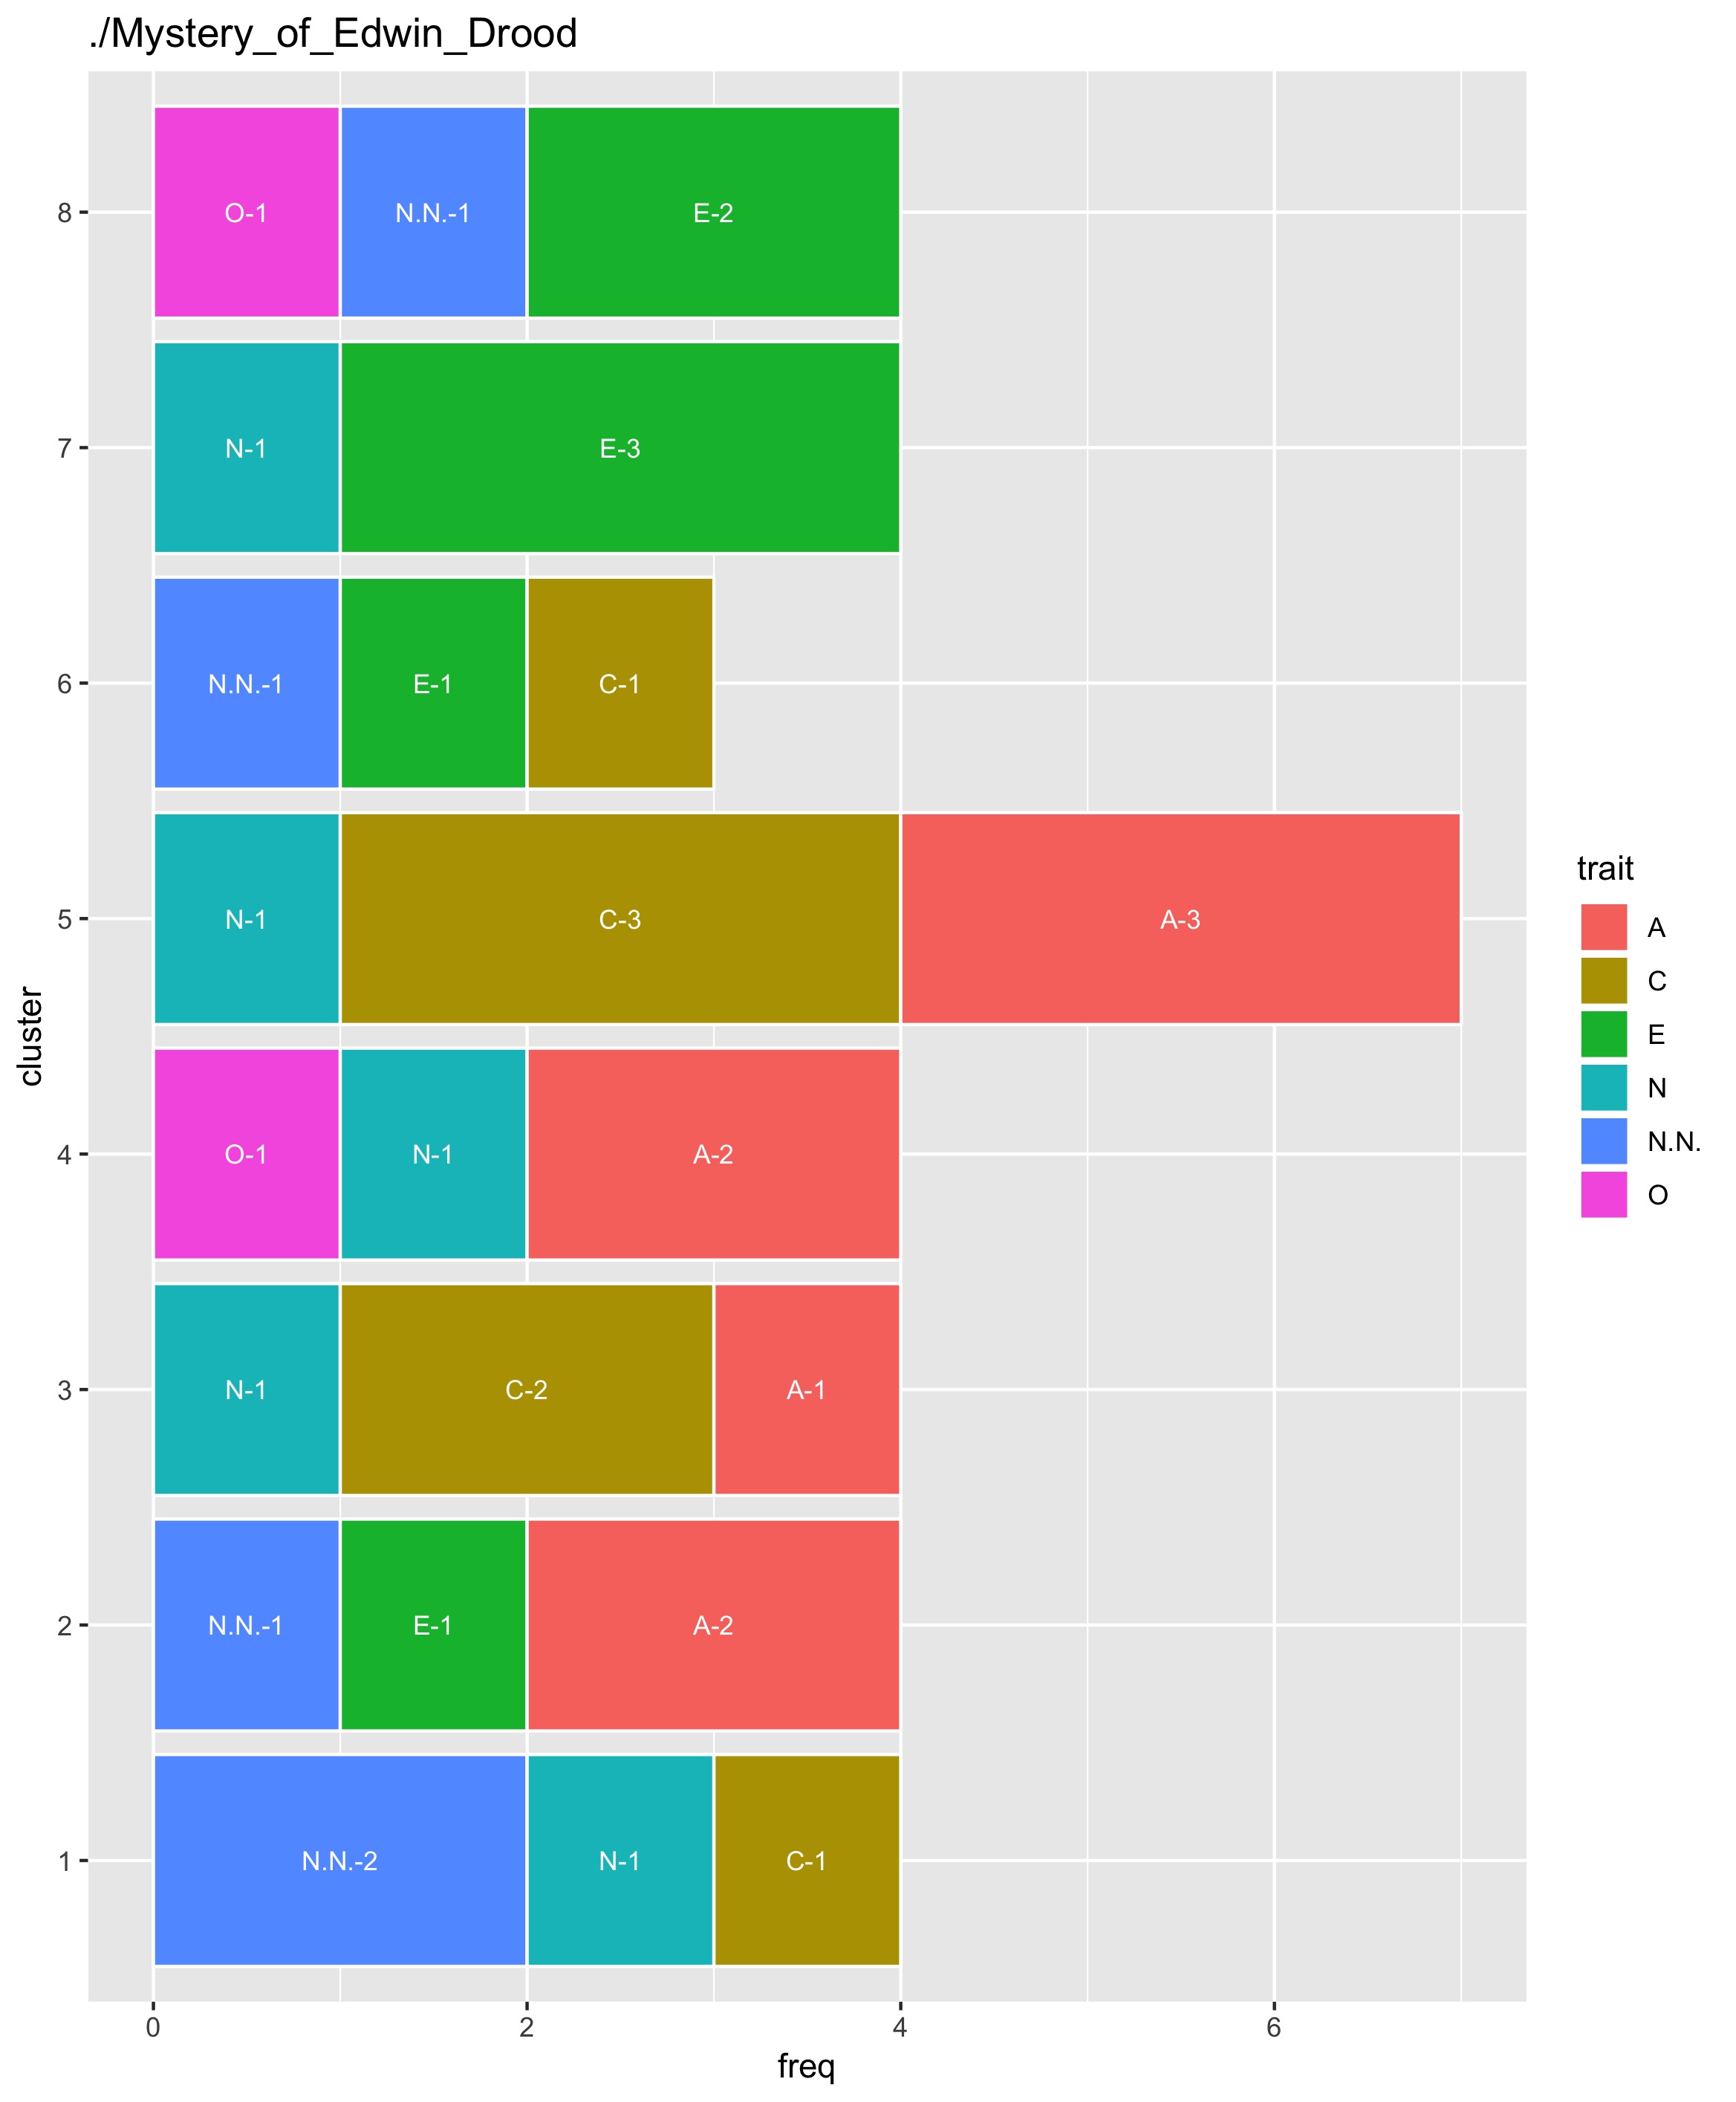 ./Mystery_of_Edwin_Drood
8 O-1 N.N.-1 E-2
7 N-1 E-3
6 N.N.-1 E-1 C-1
5 N-1 C-3 A-3
4 O-1 N-1 A-2
3 N-1 C-2 A-1
2 N.N.-1 E-1 A-2
1 N.N.-2 N-1 C-1
cluster
0 2 4 6
freq
trait
A
C
E
N
N.N.
O